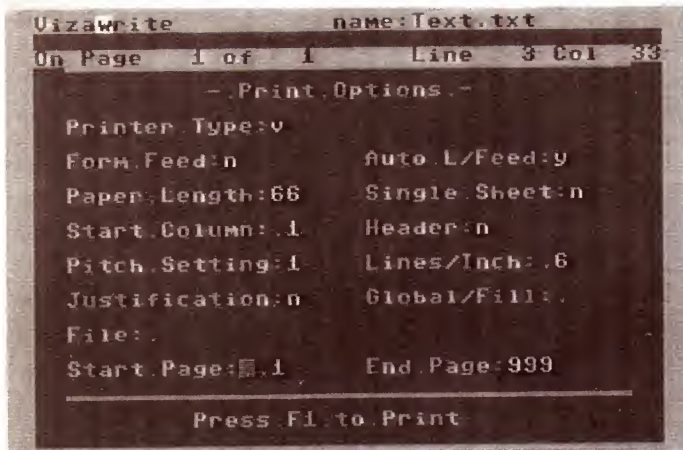 Vizawrite name:Text.txt
On Page 1 of 1 Line 3 Col 33
-.Print.Options.-
Printer.Type:v
Form.Feed:n Auto.L/Feed:y
Paper.Length:66 Single.Sheet:n
Start.Column:.1 Header:n
Pitch.Setting:1 Lines/Inch:.6
Justification:n Global/Fill:.
File:.
Start.Page:.1 End.Page:999
Press.F1.to.Print